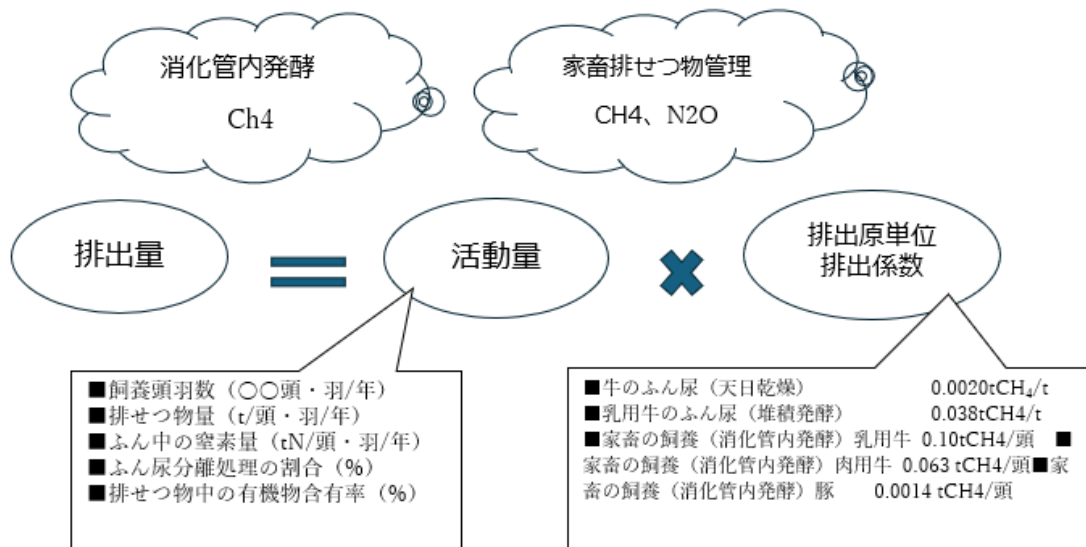 消化管内発酵
Ch4
家畜排せつ物管理
CH4、N2O
排出量
活動量
排出原単位
排出係数
■飼養頭羽数（〇〇頭・羽/年）
■排せつ物量（t/頭・羽/年）
■ふん中の窒素量（tN/頭・羽/年）
■ふん尿分離処理の割合（%）
■排せつ物中の有機物含有率（%）
■牛のふん尿（天日乾燥） 0.0020tCH₄/t
■乳用牛のふん尿（堆積発酵） 0.038tCH4/t
■家畜の飼養（消化管内発酵）乳用牛 0.10tCH4/頭 ■
家畜の飼養（消化管内発酵）肉用牛 0.063 tCH4/頭■家
畜の飼養（消化管内発酵）豚 0.0014 tCH4/頭